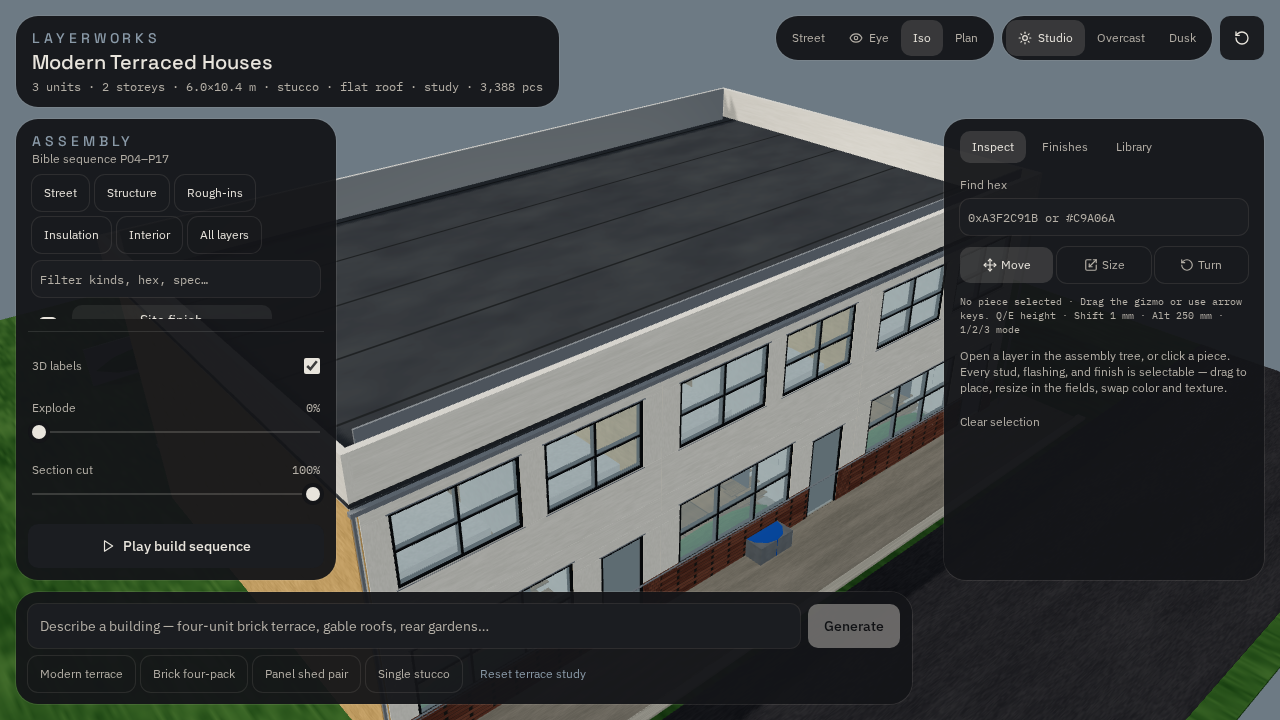 LAYERWORKS
Modern Terraced Houses
3 units · 2 storeys · 6.0×10.4 m · stucco · flat roof · study · 3,388 pcs
Street Eye Iso Plan
Studio Overcast Dusk
ASSEMBLY
Bible sequence P04–P17
Street Structure Rough-ins
Insulation Interior All layers
Filter kinds, hex, spec…
Site finish
3D labels
Explode 0%
Section cut 100%
Play build sequence
Inspect Finishes Library
Find hex
0xA3F2C91B or #C9A06A
Move Size Turn
No piece selected · Drag the gizmo or use arrow
keys. Q/E height · Shift 1 mm · Alt 250 mm ·
1/2/3 mode
Open a layer in the assembly tree, or click a piece.
Every stud, flashing, and finish is selectable — drag to
place, resize in the fields, swap color and texture.
Clear selection
Describe a building — four-unit brick terrace, gable roofs, rear gardens…
Generate
Modern terrace Brick four-pack Panel shed pair Single stucco Reset terrace study